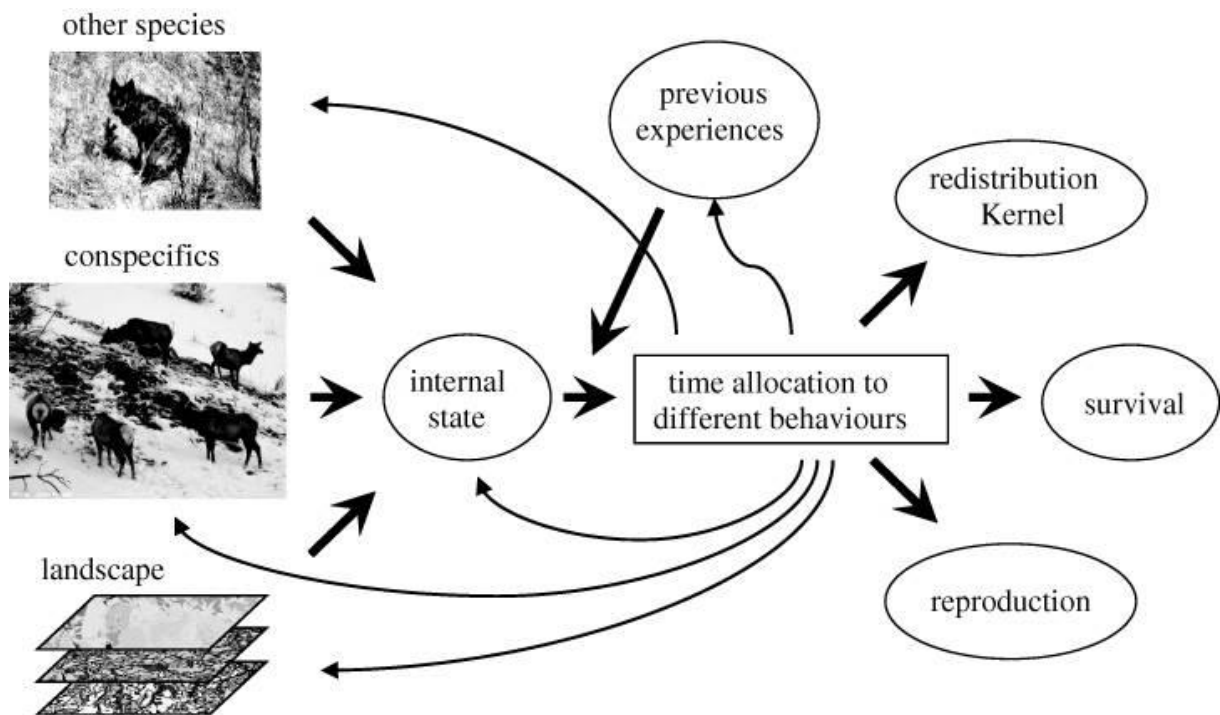 other species
previous
experiences
redistribution
Kernel
conspecifics
internal
state
time allocation to
different behaviours
survival
landscape
reproduction